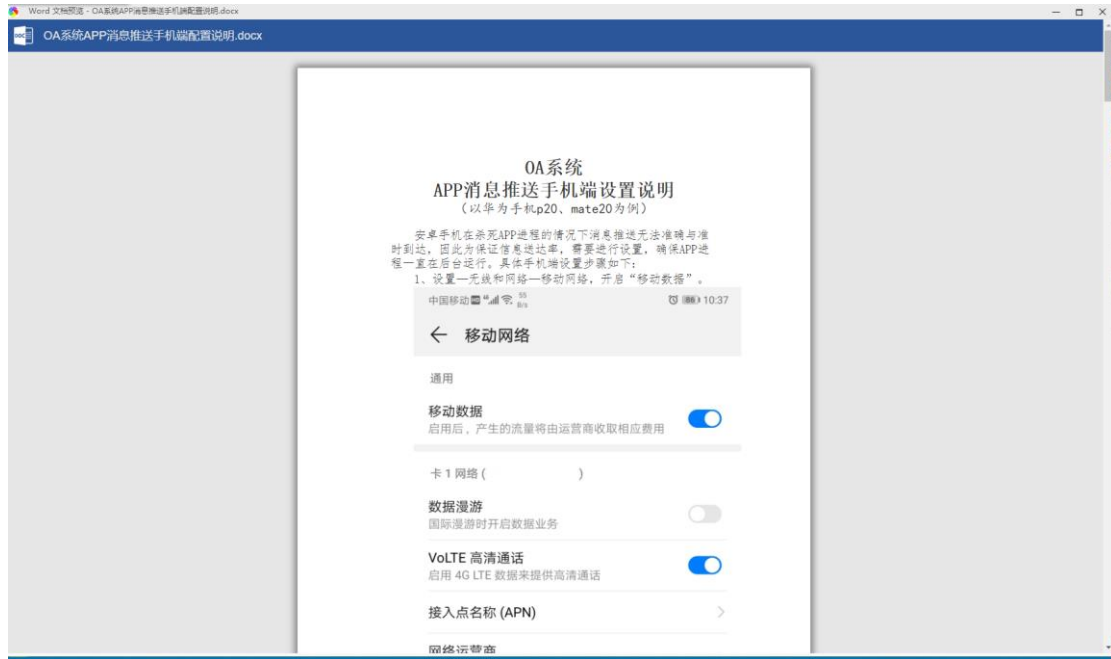 Word 文档预览 - OA系统APP消息推送手机端配置说明.docx
OA系统APP消息推送手机端配置说明.docx
OA系统
APP消息推送手机端设置说明
(以华为手机p20、mate20为例)
安卓手机在杀死APP进程的情况下消息推送无法准确与准
时到达，因此为保证信息送达率，需要进行设置，确保APP进
程一直在后台运行。具体手机端设置步骤如下：
1、设置—无线和网络—移动网络，开启“移动数据”。
中国移动 55 B/s 86 10:37
移动网络
通用
移动数据
启用后，产生的流量将由运营商收取相应费用
卡 1 网络 ( )
数据漫游
国际漫游时开启数据业务
VoLTE 高清通话
启用 4G LTE 数据来提供高清通话
接入点名称 (APN)
网络运营商